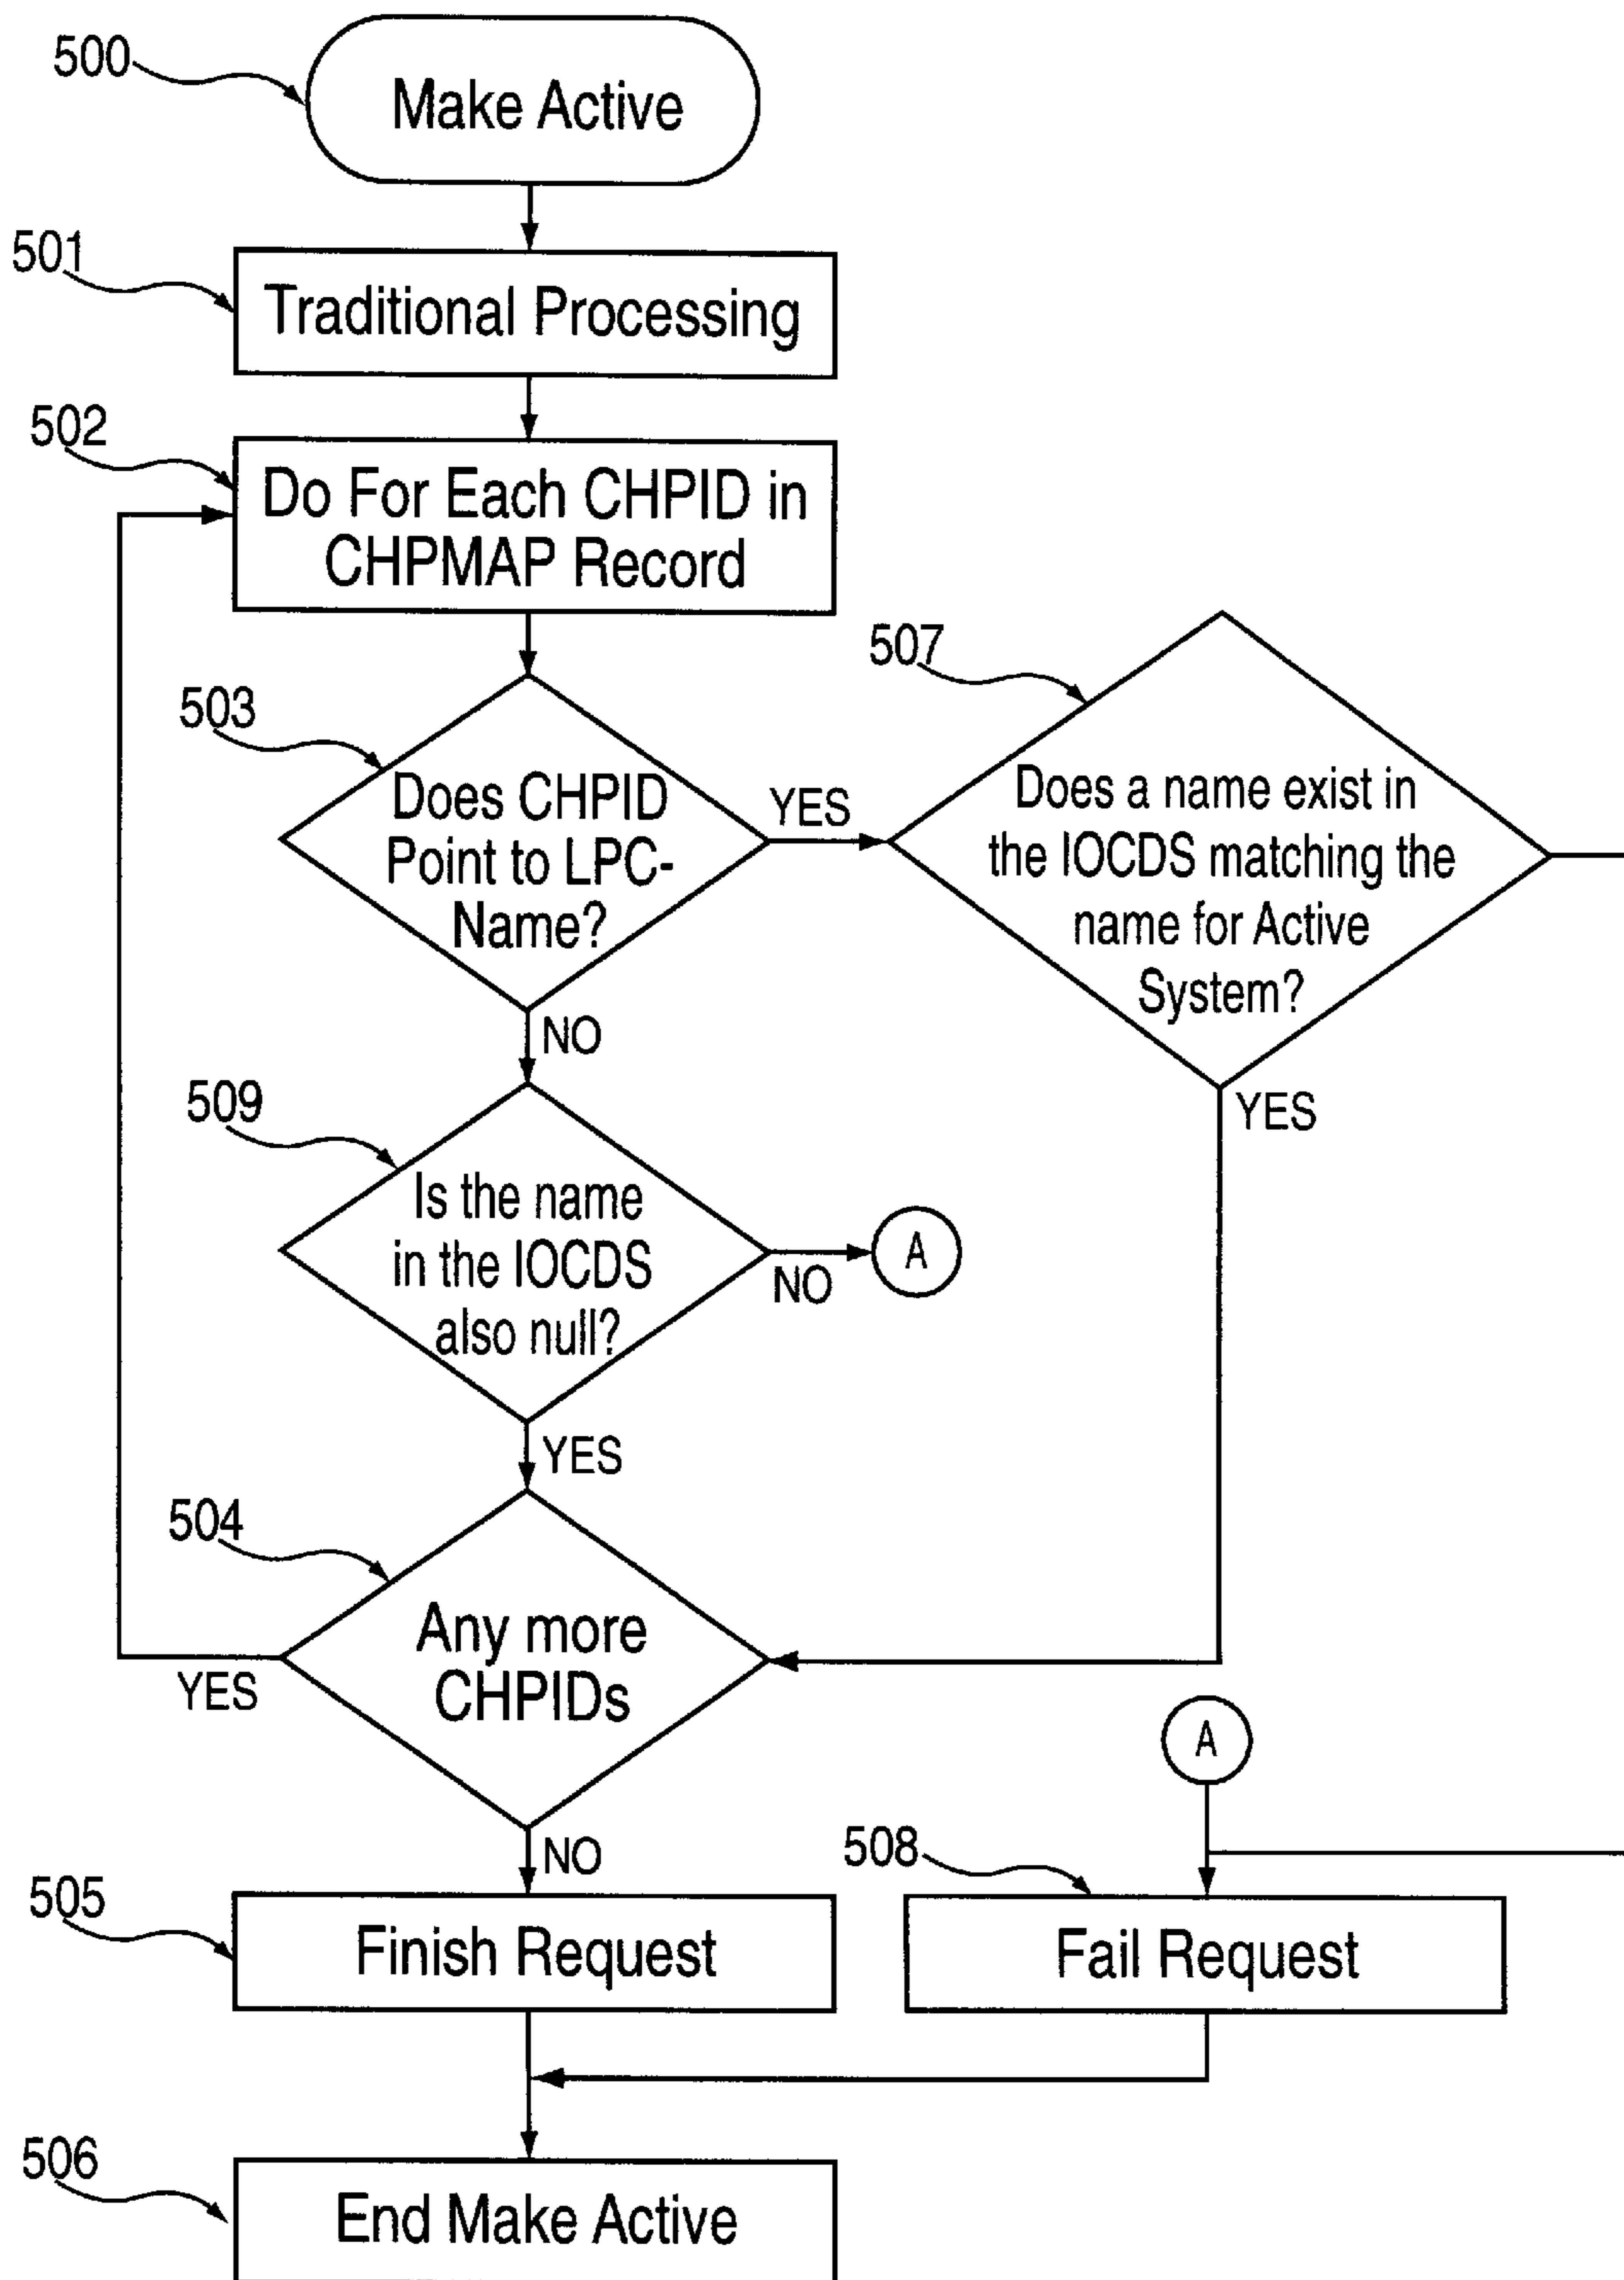 500
Make Active
501
Traditional Processing
502
Do For Each CHPID in
CHPMAP Record
503
Does CHPID
Point to LPC-
Name?
YES
NO
507
Does a name exist in
the IOCDS matching the
name for Active
System?
YES
509
Is the name
in the IOCDS
also null?
NO
A
YES
504
Any more
CHPIDs
YES
NO
A
505
Finish Request
508
Fail Request
506
End Make Active